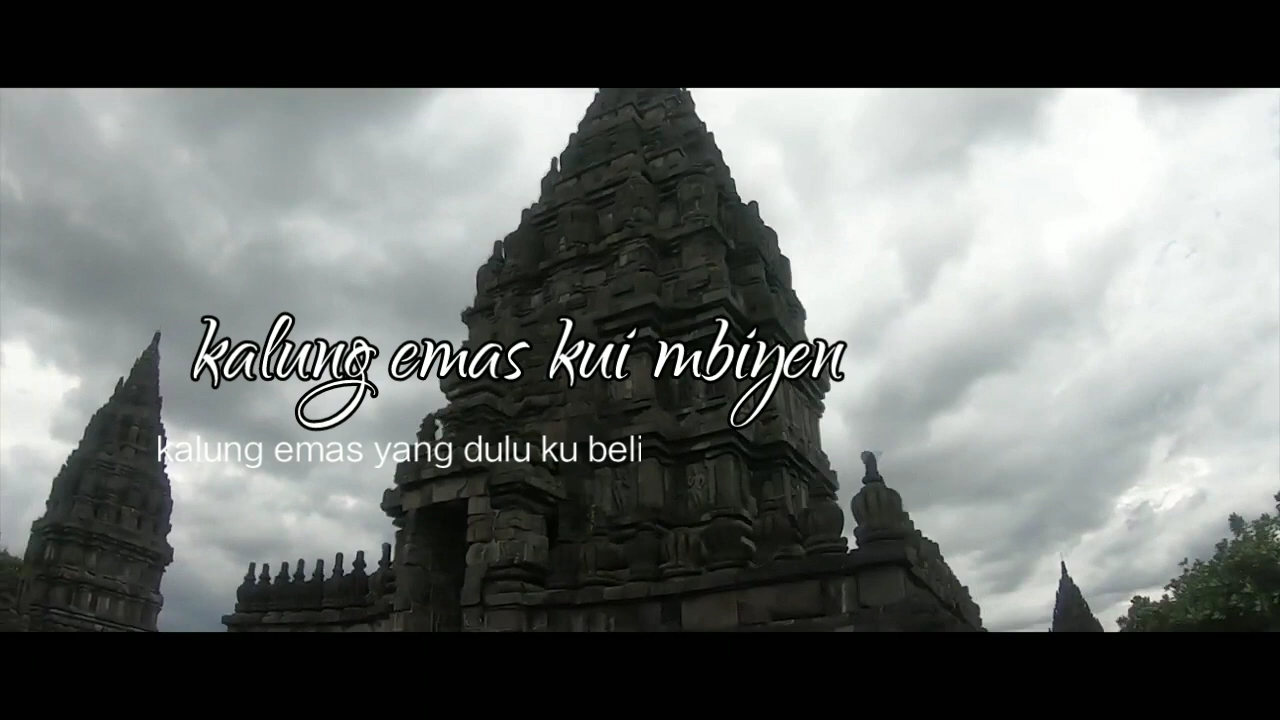 kalung emas kui mbiyen
kalung emas yang dulu ku beli